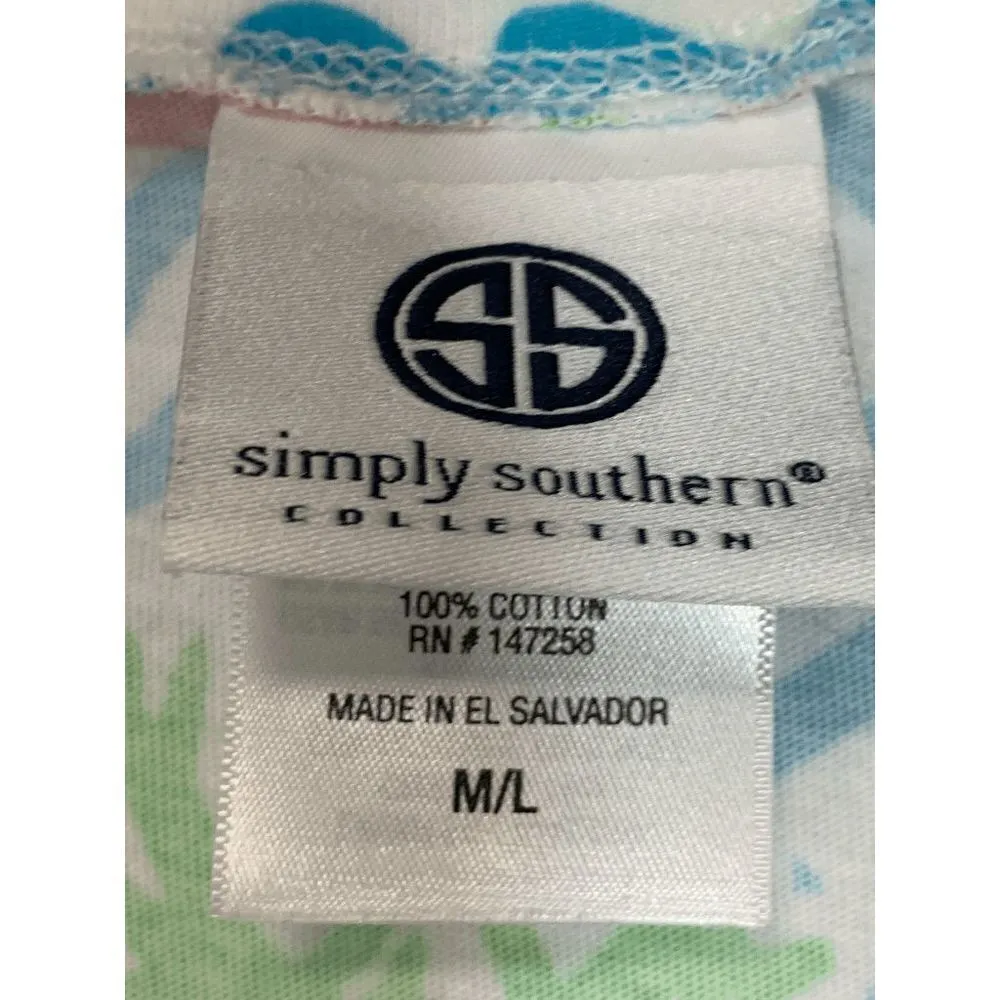 SS
simply southern®
COLLECTION
100% COTTON
RN # 147258
MADE IN EL SALVADOR
M/L